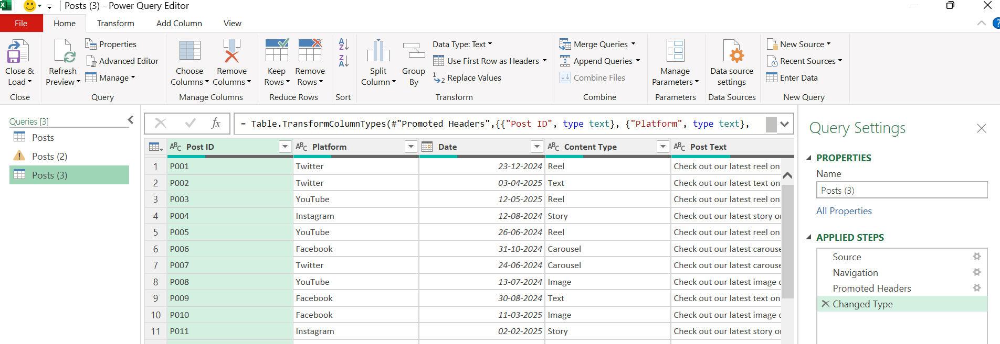 Posts (3) - Power Query Editor
File Home Transform Add Column View
Close & Load
Close
Refresh Preview
Properties
Advanced Editor
Manage
Query
Choose Columns
Remove Columns
Manage Columns
Keep Rows
Remove Rows
Reduce Rows
Sort
Split Column
Group By
Data Type: Text
Use First Row as Headers
Replace Values
Transform
Merge Queries
Append Queries
Combine Files
Combine
Manage Parameters
Parameters
Data source settings
Data Sources
New Source
Recent Sources
Enter Data
New Query
Queries [3]
Posts
Posts (2)
Posts (3)
fx
= Table.TransformColumnTypes(#"Promoted Headers",{{"Post ID", type text}, {"Platform", type text},
Post ID Platform Date Content Type Post Text
1 P001 Twitter 23-12-2024 Reel Check out our latest reel on
2 P002 Twitter 03-04-2025 Text Check out our latest text on
3 P003 YouTube 12-05-2025 Reel Check out our latest reel on
4 P004 Instagram 12-08-2024 Story Check out our latest story
5 P005 YouTube 26-06-2024 Reel Check out our latest reel on
6 P006 Facebook 31-10-2024 Carousel Check out our latest
7 P007 Twitter 24-06-2024 Carousel Check out our latest
8 P008 YouTube 13-07-2024 Image Check out our latest image
9 P009 Facebook 30-08-2024 Text Check out our latest text on
10 P010 Facebook 11-03-2025 Image Check out our latest image
11 P011 Instagram 02-02-2025 Story Check out our latest story
Query Settings
PROPERTIES
Name
Posts (3)
All Properties
APPLIED STEPS
Source
Navigation
Promoted Headers
Changed Type